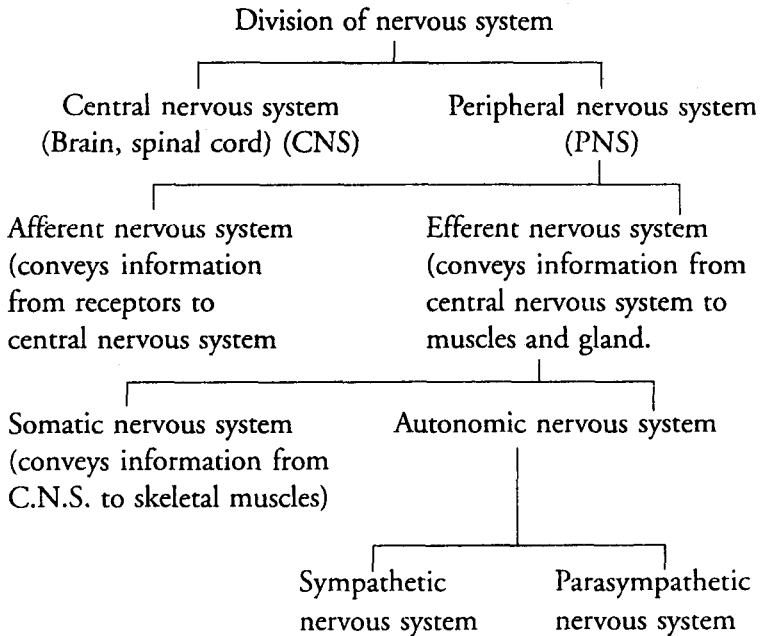 Division of nervous system
Central nervous system
(Brain, spinal cord) (CNS)
Peripheral nervous system
(PNS)
Afferent nervous system
(conveys information
from receptors to
central nervous system
Efferent nervous system
(conveys information from
central nervous system to
muscles and gland.
Somatic nervous system
(conveys information from
C.N.S. to skeletal muscles)
Autonomic nervous system
Sympathetic
nervous system
Parasympathetic
nervous system